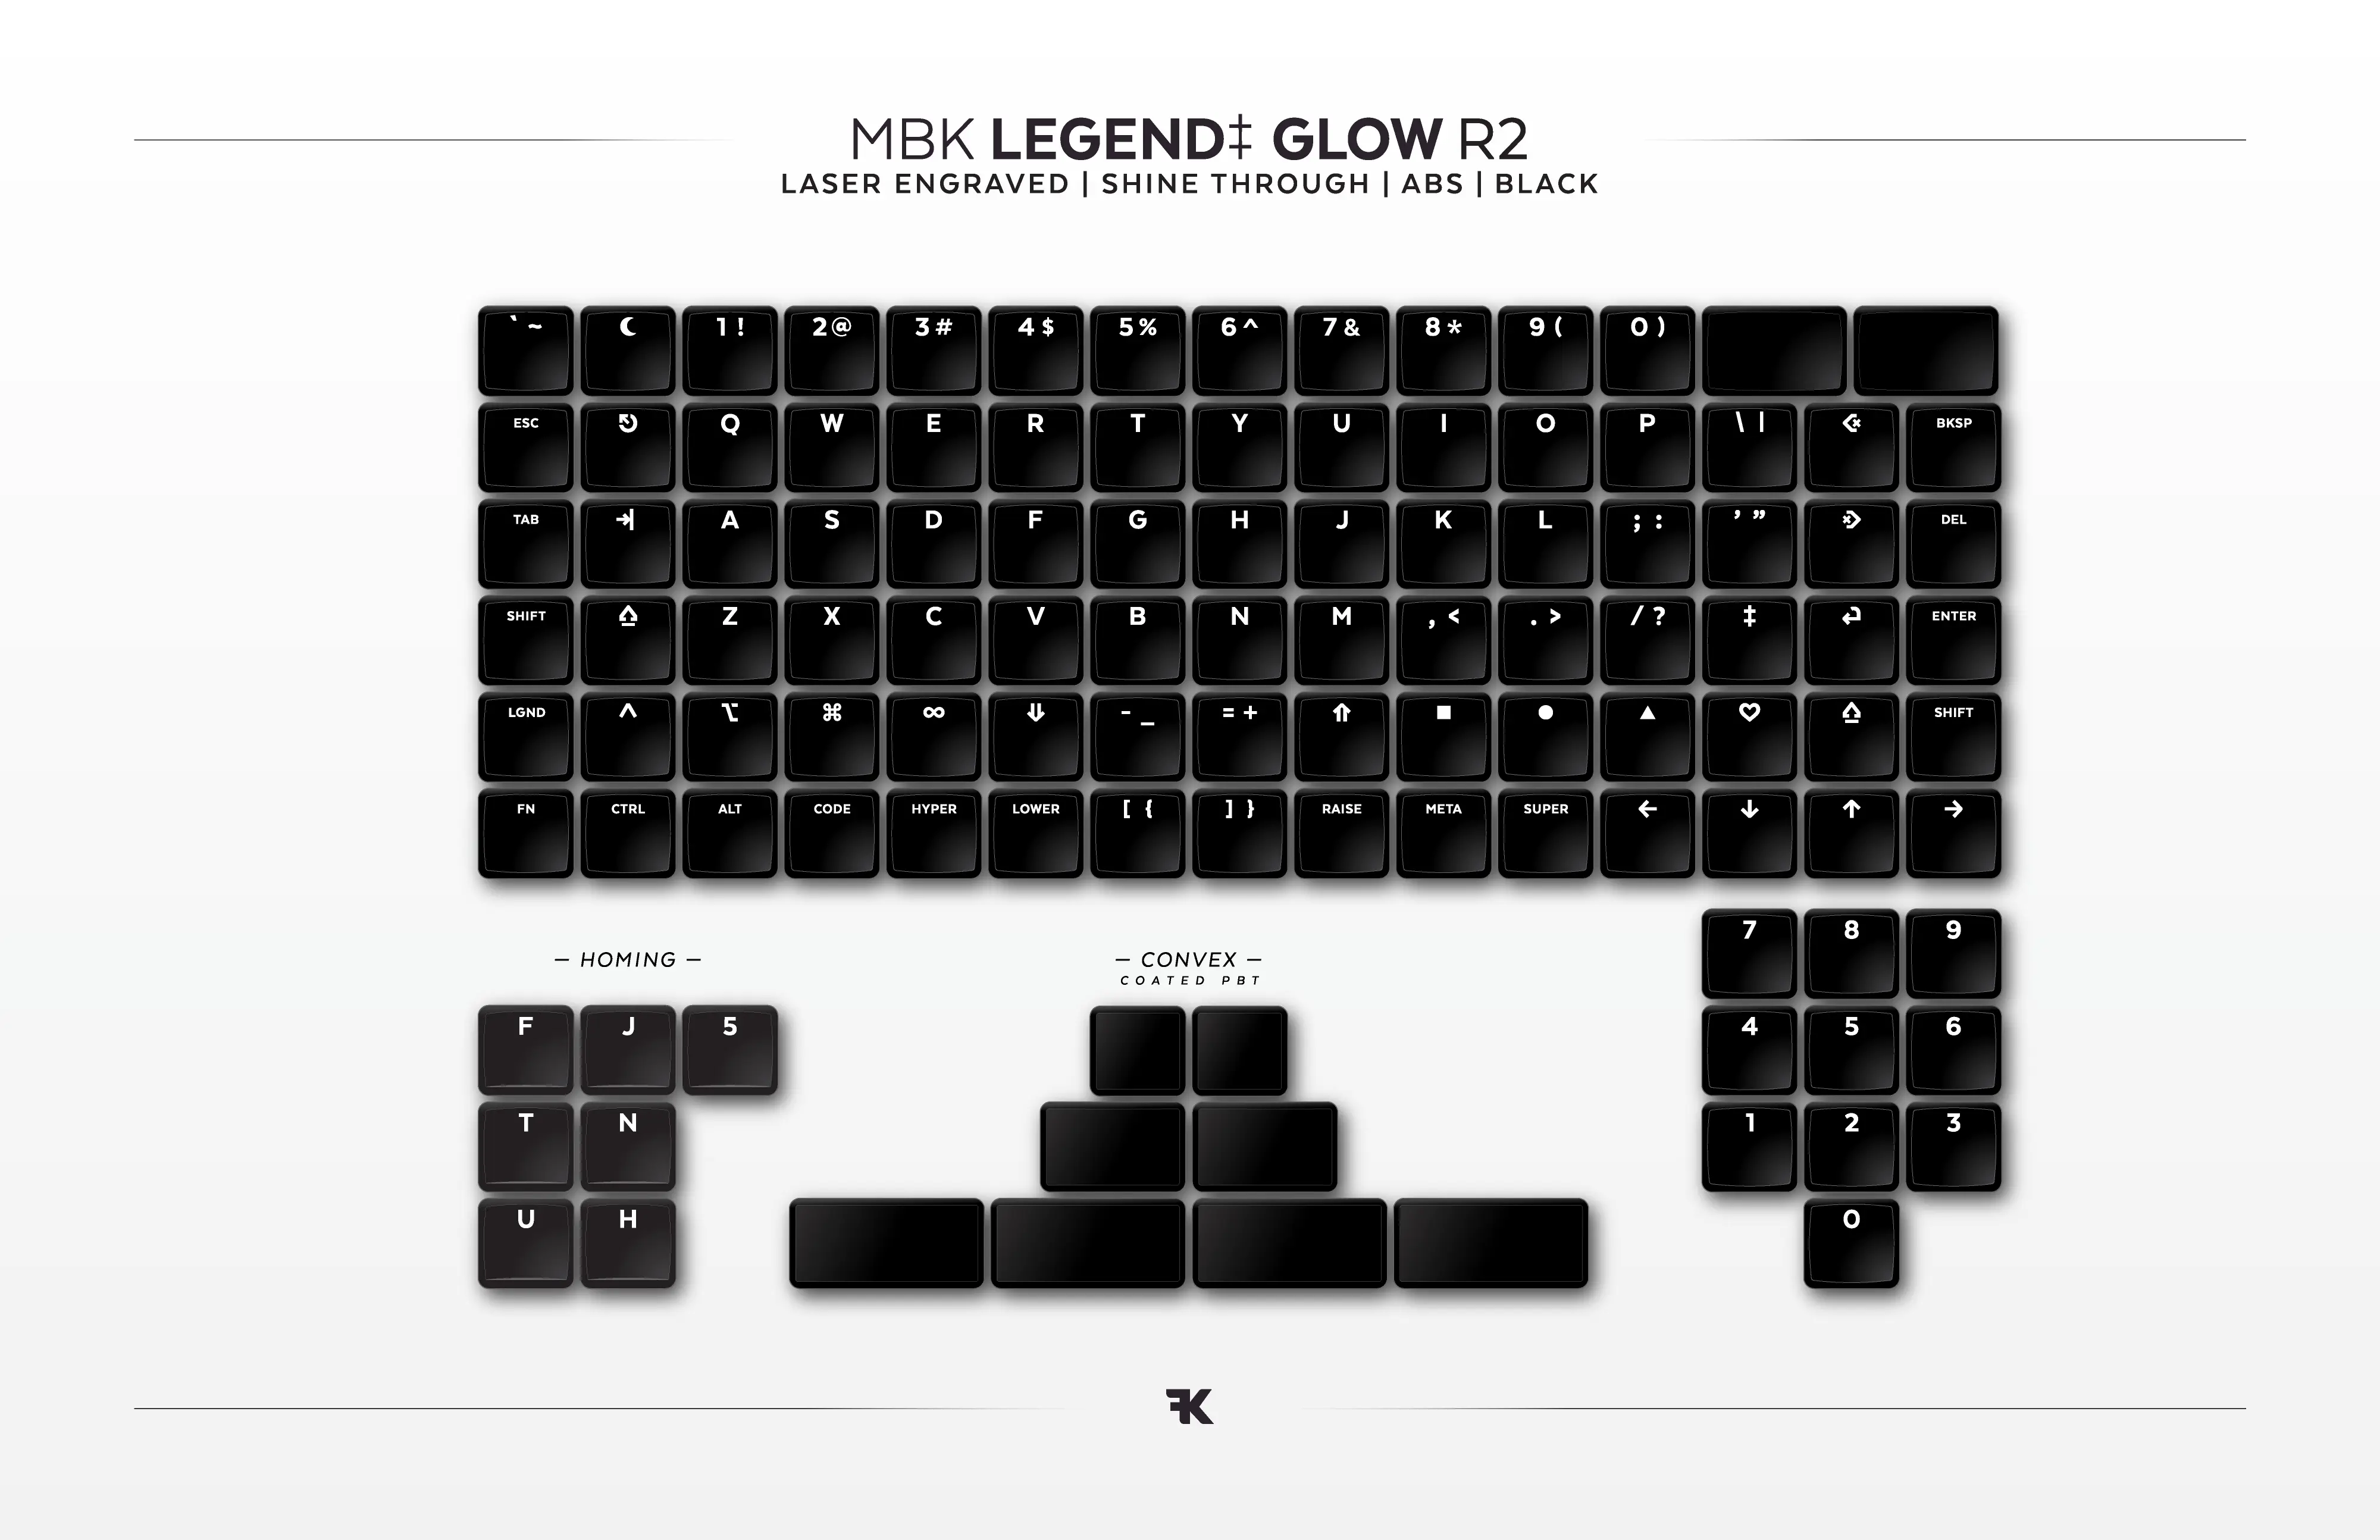 MBK LEGEND‡ GLOW R2
LASER ENGRAVED | SHINE THROUGH | ABS | BLACK
` ~ ☾ 1 ! 2 @ 3 # 4 $ 5 % 6 ^ 7 & 8 * 9 ( 0 )
ESC Q W E R T Y U I O P \ | BKSP
TAB A S D F G H J K L ; : ’ ” DEL
SHIFT Z X C V B N M , < . > / ? ‡ ENTER
LGND ^ ⌥ ⌘ ∞ ⇓ - _ = + ⇑ ■ ● ▲ ♡ SHIFT
FN CTRL ALT CODE HYPER LOWER [ { ] } RAISE META SUPER ← ↓ ↑ →
7 8 9
4 5 6
1 2 3
0
— HOMING —
F J 5
T N
U H
— CONVEX —
COATED PBT
FK